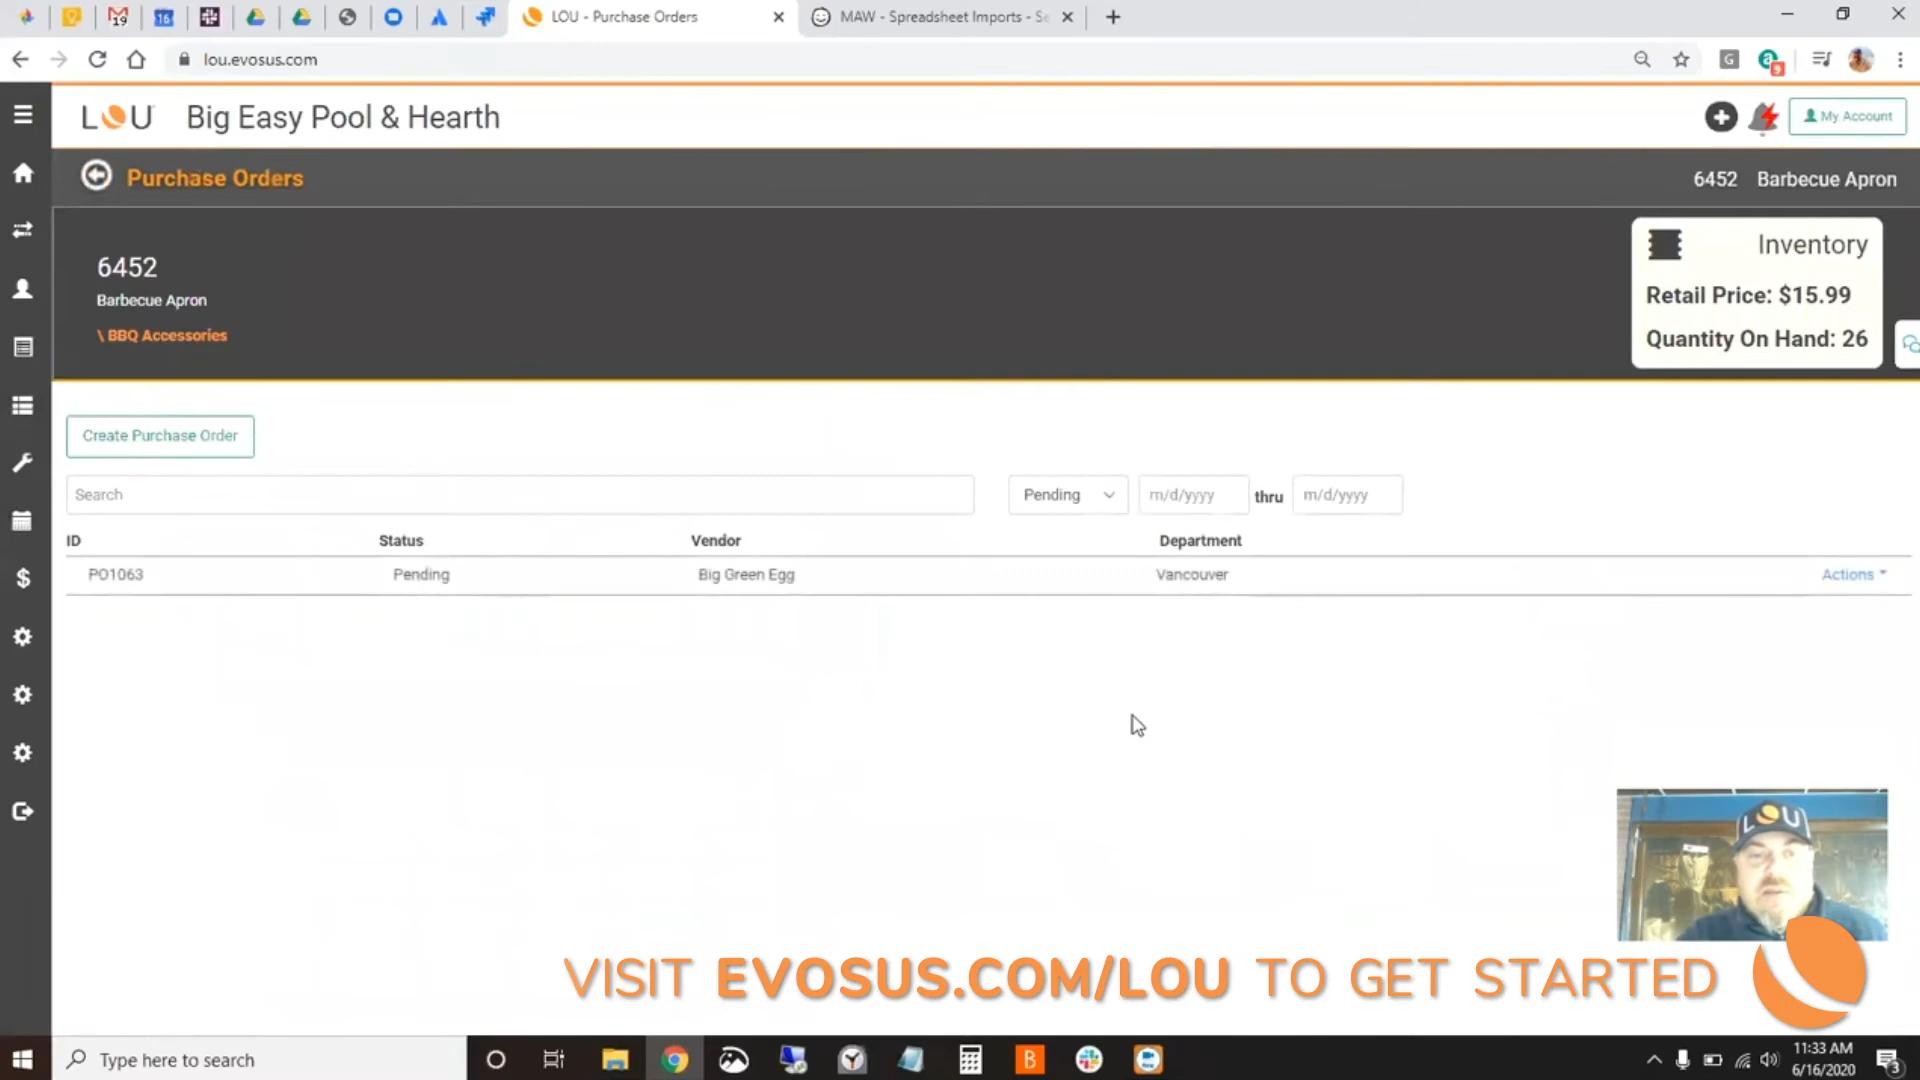 LOU - Purchase Orders
MAW - Spreadsheet Imports - Se
lou.evosus.com
LOU Big Easy Pool & Hearth
My Account
Purchase Orders
6452 Barbecue Apron
6452
Barbecue Apron
\ BBQ Accessories
Inventory
Retail Price: $15.99
Quantity On Hand: 26
Create Purchase Order
Search
Pending
m/d/yyyy
thru
m/d/yyyy
ID Status Vendor Department
PO1063 Pending Big Green Egg Vancouver Actions
LOU
VISIT EVOSUS.COM/LOU TO GET STARTED
Type here to search
11:33 AM
6/16/2020
3